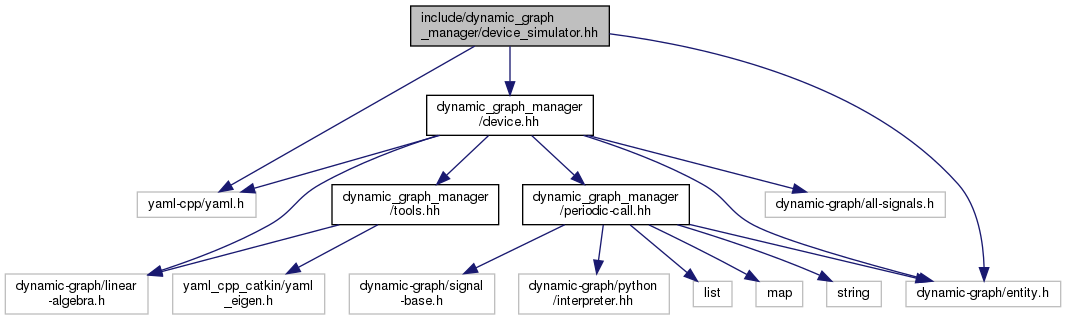 include/dynamic_graph
_manager/device_simulator.hh
dynamic_graph_manager
/device.hh
yaml-cpp/yaml.h
dynamic_graph_manager
/tools.hh
dynamic_graph_manager
/periodic-call.hh
dynamic-graph/all-signals.h
dynamic-graph/linear
-algebra.h
yaml_cpp_catkin/yaml
_eigen.h
dynamic-graph/signal
-base.h
dynamic-graph/python
/interpreter.hh
list
map
string
dynamic-graph/entity.h